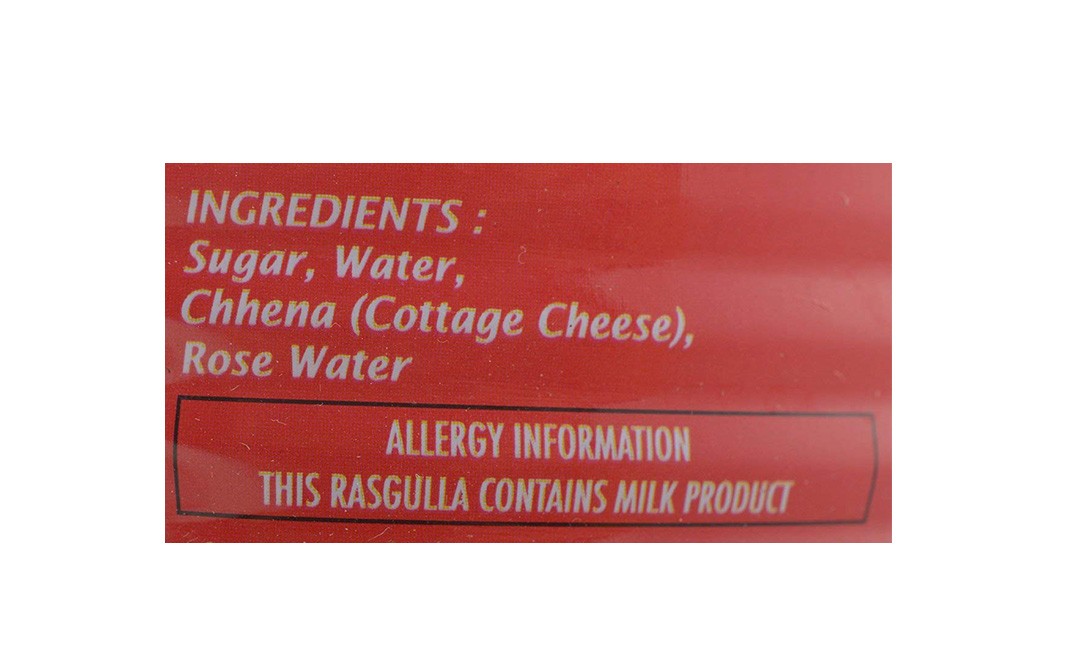 INGREDIENTS :
Sugar, Water,
Chhena (Cottage Cheese),
Rose Water
ALLERGY INFORMATION
THIS RASGULLA CONTAINS MILK PRODUCT